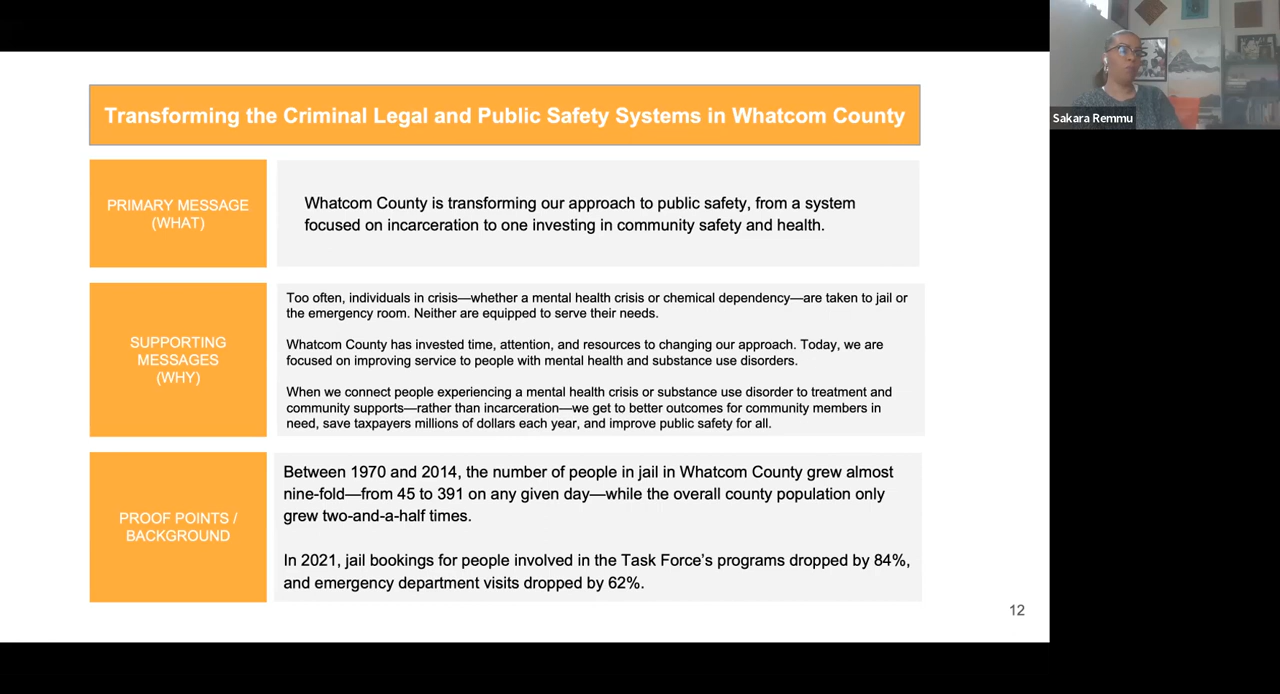 Transforming the Criminal Legal and Public Safety Systems in Whatcom County
PRIMARY MESSAGE
(WHAT)
Whatcom County is transforming our approach to public safety, from a system
focused on incarceration to one investing in community safety and health.
SUPPORTING
MESSAGES
(WHY)
Too often, individuals in crisis—whether a mental health crisis or chemical dependency—are taken to jail or
the emergency room. Neither are equipped to serve their needs.
Whatcom County has invested time, attention, and resources to changing our approach. Today, we are
focused on improving service to people with mental health and substance use disorders.
When we connect people experiencing a mental health crisis or substance use disorder to treatment and
community supports—rather than incarceration—we get to better outcomes for community members in
need, save taxpayers millions of dollars each year, and improve public safety for all.
PROOF POINTS /
BACKGROUND
Between 1970 and 2014, the number of people in jail in Whatcom County grew almost
nine-fold—from 45 to 391 on any given day—while the overall county population only
grew two-and-a-half times.
In 2021, jail bookings for people involved in the Task Force's programs dropped by 84%,
and emergency department visits dropped by 62%.
12
Sakara Remmu